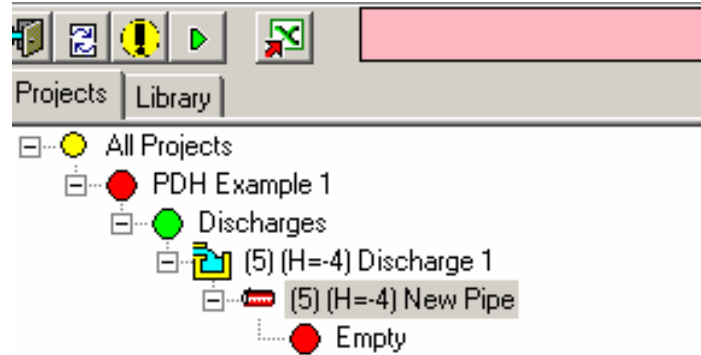 Projects Library
All Projects
PDH Example 1
Discharges
(5) (H=-4) Discharge 1
(5) (H=-4) New Pipe
Empty